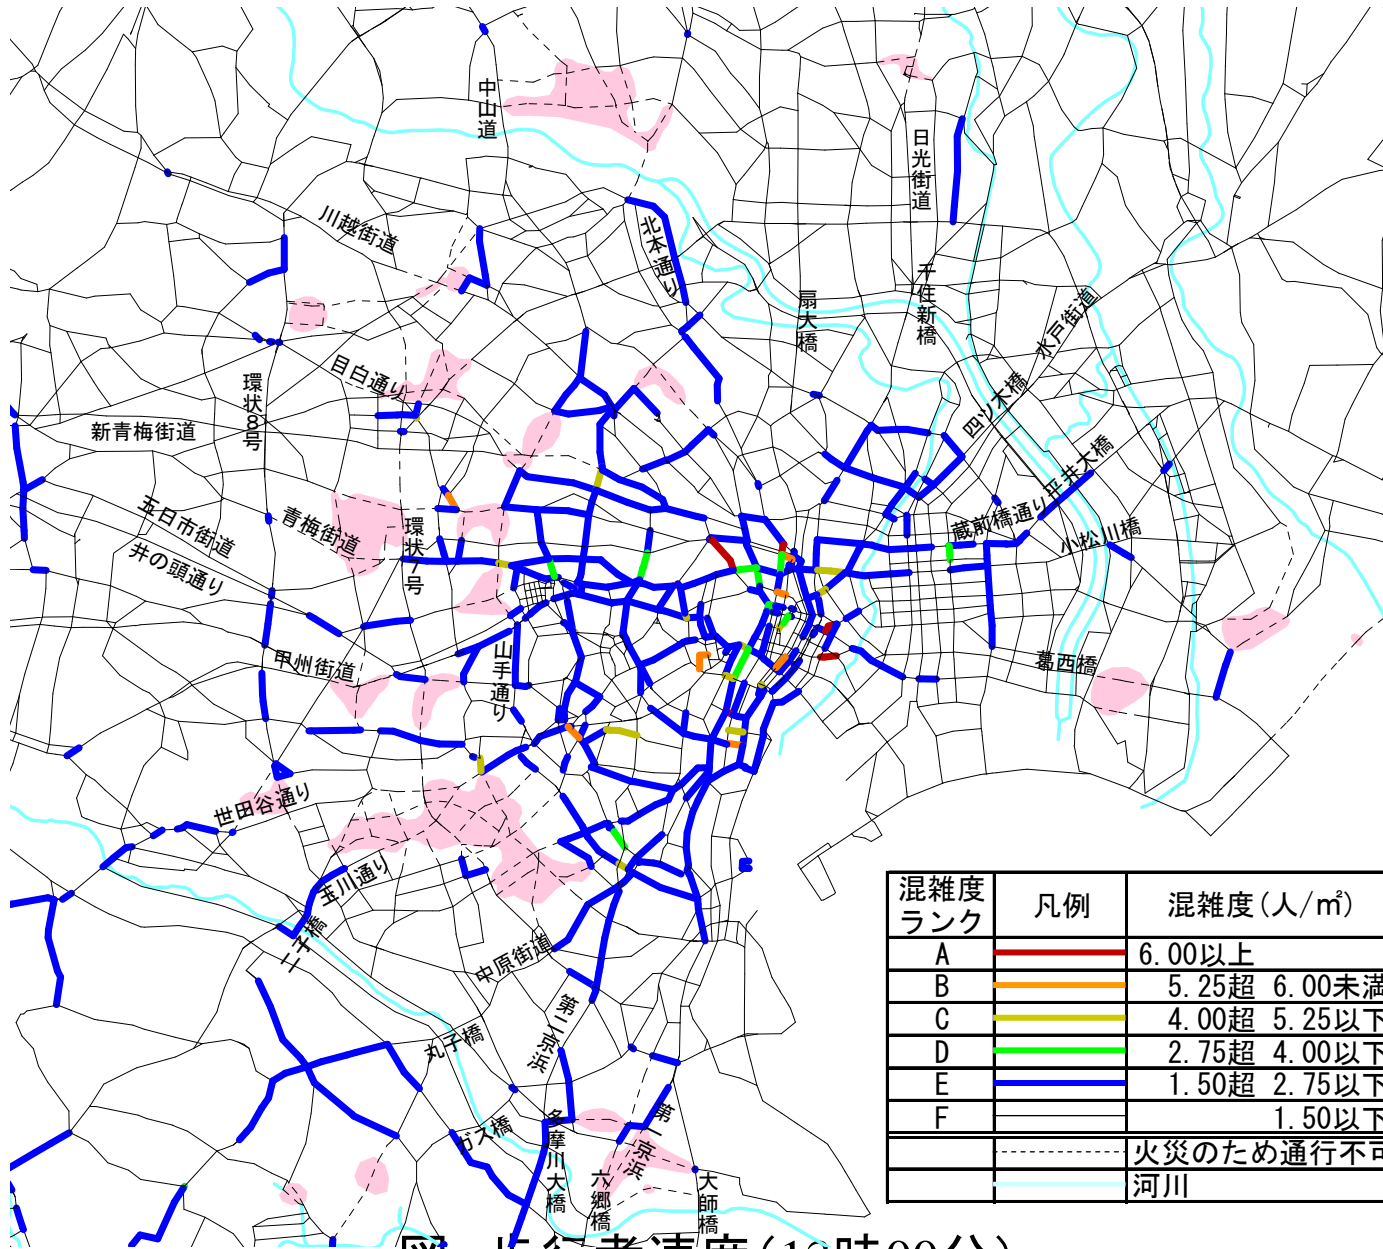 中山道
日光街道
川越街道
北本通り
扇大橋
千住新橋
水戸街道
目白通り
環状8号
新青梅街道
四ツ木橋
平井大橋
五日市街道
青梅街道
環状7号
蔵前橋通り
小松川橋
井の頭通り
甲州街道
山手通り
葛西橋
世田谷通り
玉川通り
二子橋
中原街道
第二京浜
丸子橋
ガス橋
多摩川大橋
六郷橋
第一京浜
大師橋
混雑度ランク 凡例 混雑度(人/㎡)
A 6.00以上
B 5.25超 6.00未満
C 4.00超 5.25以下
D 2.75超 4.00以下
E 1.50超 2.75以下
F 1.50以下
火災のため通行不可
河川